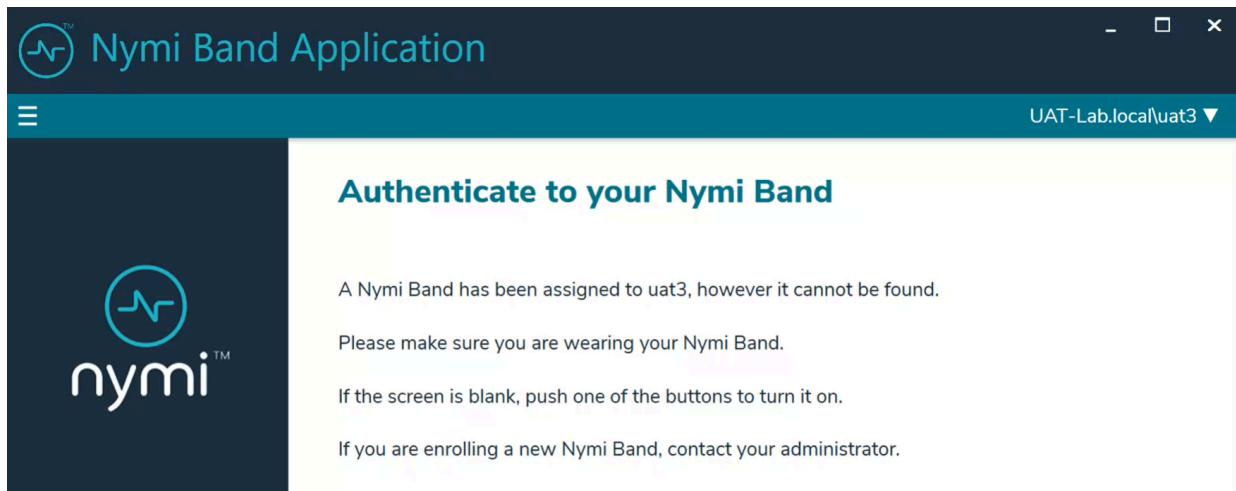 Nymi Band Application
TM
UAT-Lab.local\uat3
Authenticate to your Nymi Band
A Nymi Band has been assigned to uat3, however it cannot be found.
Please make sure you are wearing your Nymi Band.
If the screen is blank, push one of the buttons to turn it on.
If you are enrolling a new Nymi Band, contact your administrator.
nymi™